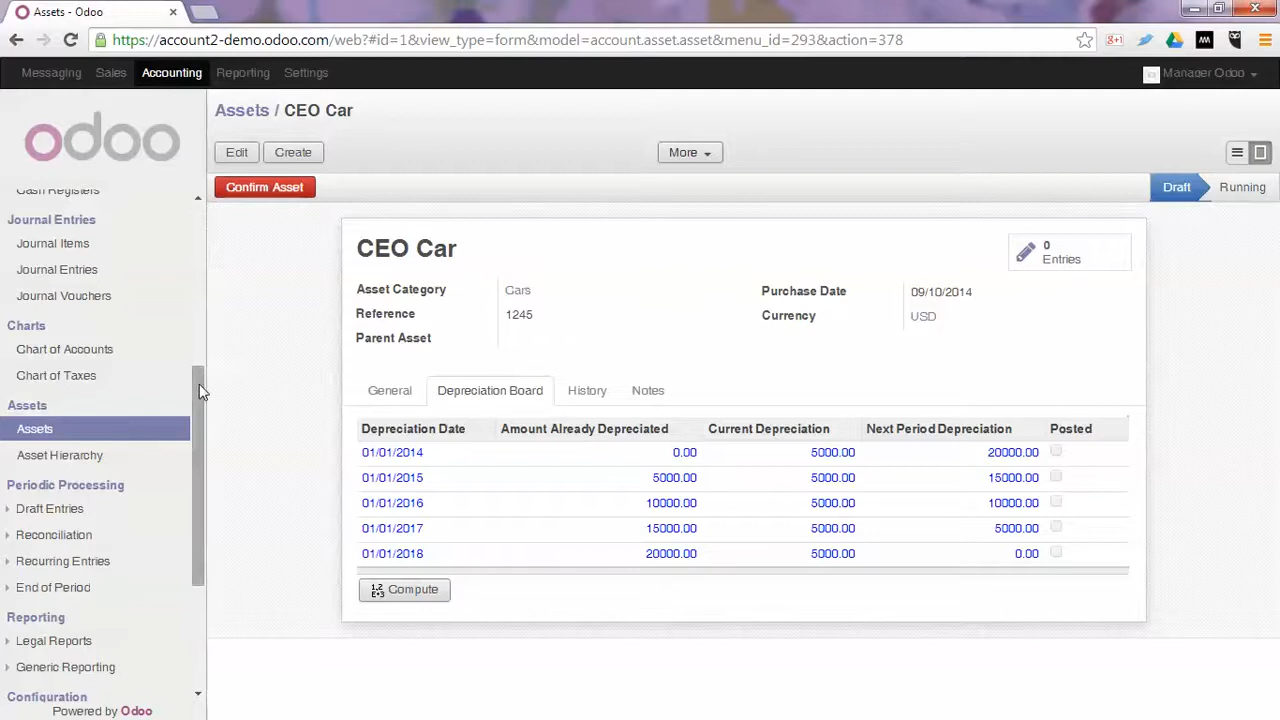 Assets - Odoo
https://account2-demo.odoo.com/web?#id=1&view_type=form&model=account.asset.asset&menu_id=293&action=378
Messaging Sales Accounting Reporting Settings Manager Odoo
odoo
Cash Registers
Journal Entries
Journal Items
Journal Entries
Journal Vouchers
Charts
Chart of Accounts
Chart of Taxes
Assets
Assets
Asset Hierarchy
Periodic Processing
Draft Entries
Reconciliation
Recurring Entries
End of Period
Reporting
Legal Reports
Generic Reporting
Configuration
Powered by Odoo
Assets / CEO Car
Edit Create More
Confirm Asset Draft Running
CEO Car
0
Entries
Asset Category Cars Purchase Date 09/10/2014
Reference 1245 Currency USD
Parent Asset
General Depreciation Board History Notes
Depreciation Date Amount Already Depreciated Current Depreciation Next Period Depreciation Posted
01/01/2014 0.00 5000.00 20000.00
01/01/2015 5000.00 5000.00 15000.00
01/01/2016 10000.00 5000.00 10000.00
01/01/2017 15000.00 5000.00 5000.00
01/01/2018 20000.00 5000.00 0.00
Compute